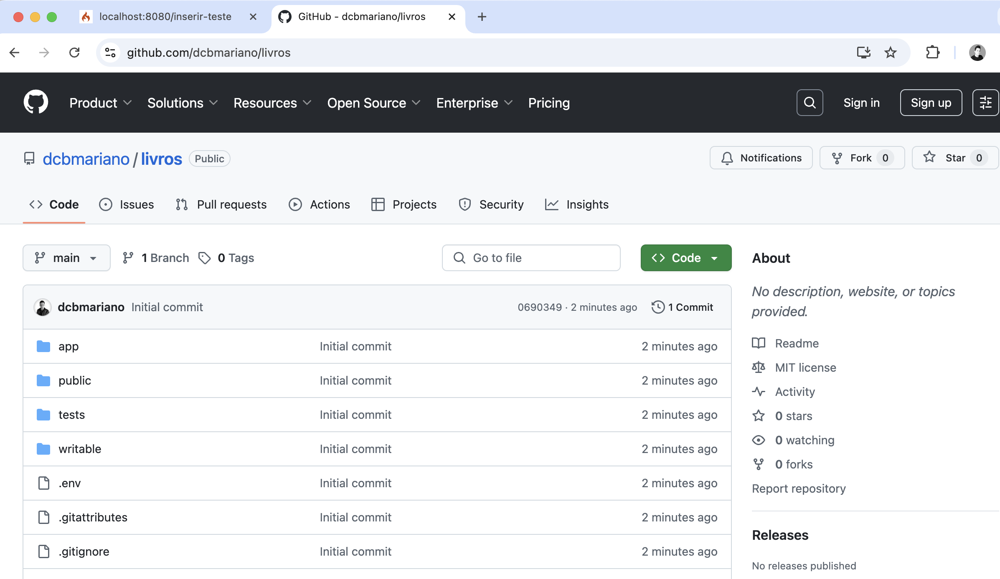 localhost:8080/inserir-teste
GitHub - dcbmariano/livros
github.com/dcbmariano/livros
Product Solutions Resources Open Source Enterprise Pricing Sign in Sign up
dcbmariano / livros Public Notifications Fork 0 Star 0
Code Issues Pull requests Actions Projects Security Insights
main 1 Branch 0 Tags Go to file Code
dcbmariano Initial commit 0690349 · 2 minutes ago 1 Commit
app Initial commit 2 minutes ago
public Initial commit 2 minutes ago
tests Initial commit 2 minutes ago
writable Initial commit 2 minutes ago
.env Initial commit 2 minutes ago
.gitattributes Initial commit 2 minutes ago
.gitignore Initial commit 2 minutes ago
About
No description, website, or topics
provided.
Readme
MIT license
Activity
0 stars
0 watching
0 forks
Report repository
Releases
No releases published